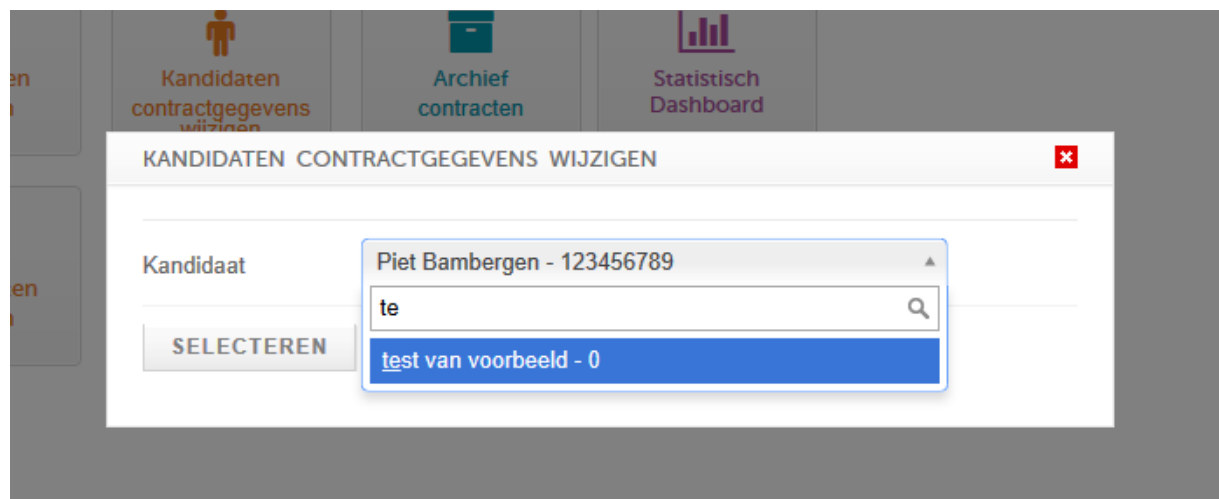 en
Kandidaten
contractgegevens
wijzigen
Archief
contracten
Statistisch
Dashboard
KANDIDATEN CONTRACTGEGEVENS WIJZIGEN
Kandidaat
Piet Bambergen - 123456789
te
test van voorbeeld - 0
SELECTEREN
en